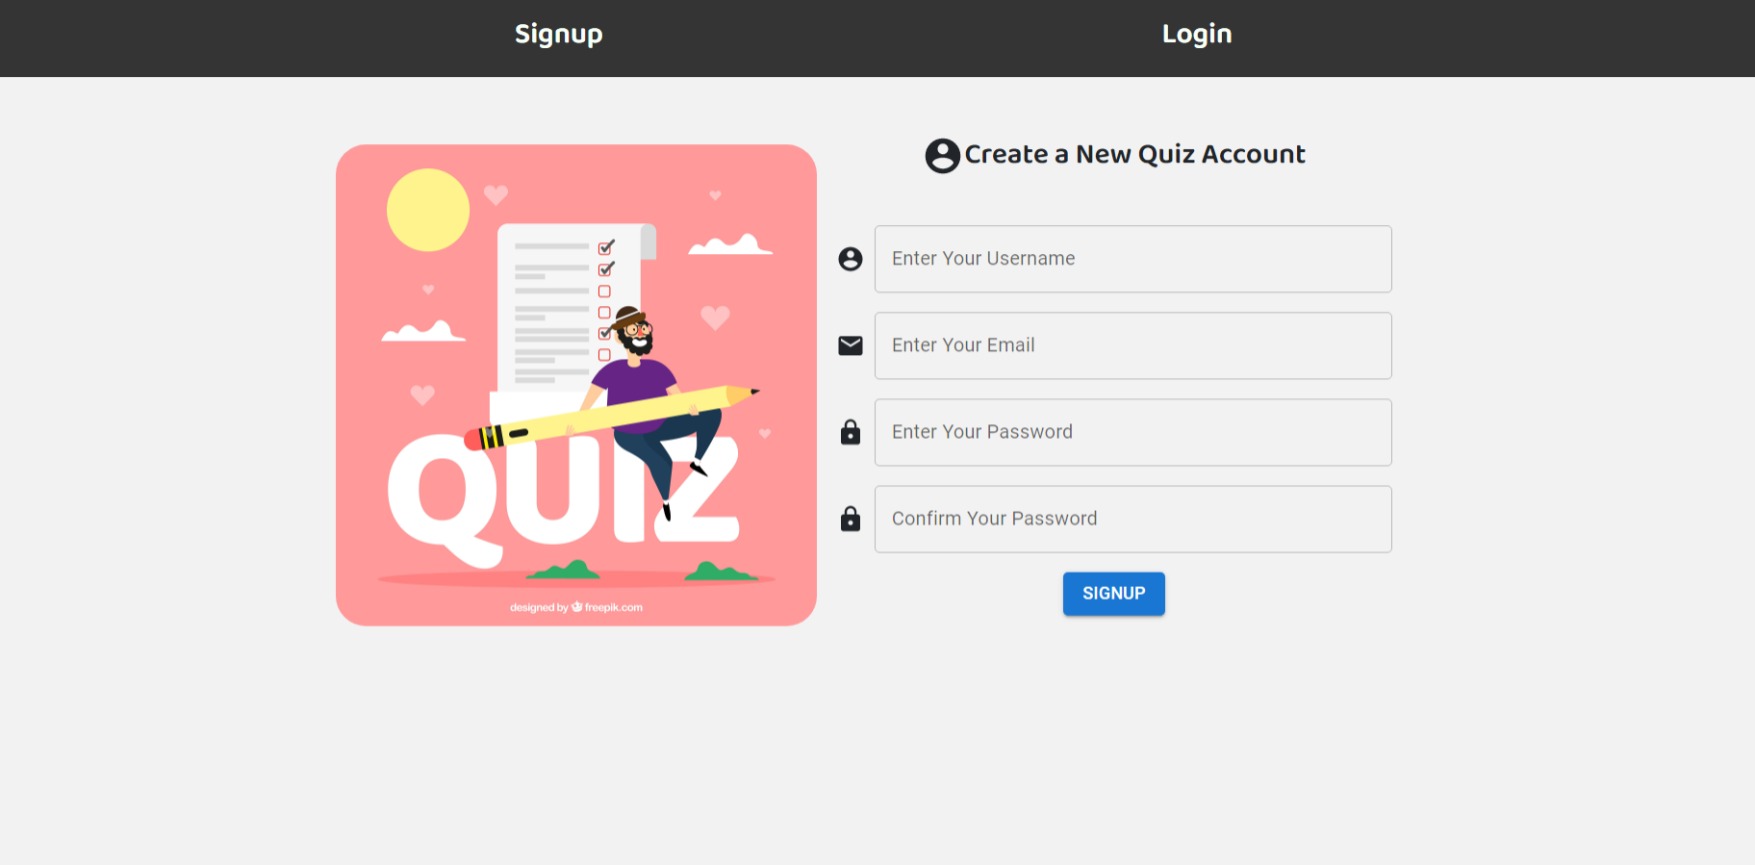 Signup
Login
Create a New Quiz Account
Enter Your Username
Enter Your Email
Enter Your Password
Confirm Your Password
SIGNUP
QUIZ
designed by freepik.com